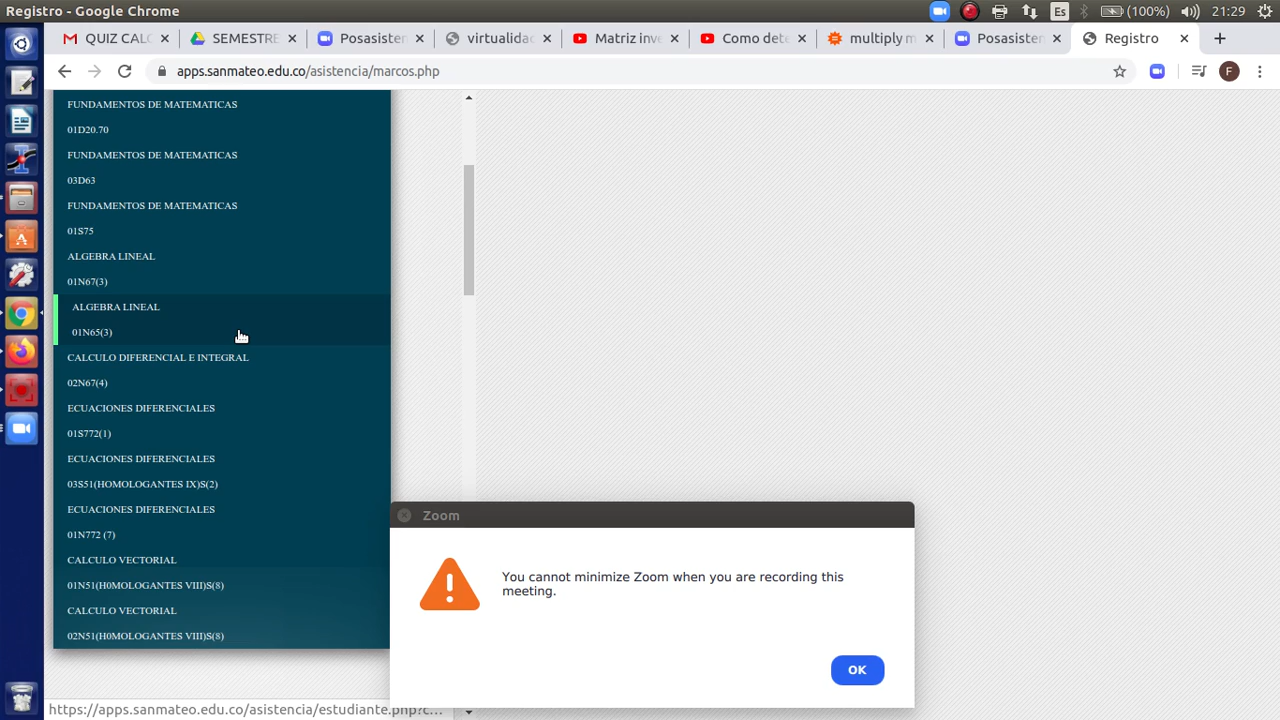 Registro - Google Chrome
Es
(100%)
21:29
QUIZ CALC
SEMESTRE
Posasisten
virtualidad
Matriz inve
Como dete
multiply m
Posasisten
Registro
apps.sanmateo.edu.co/asistencia/marcos.php
F
FUNDAMENTOS DE MATEMATICAS
01D20.70
FUNDAMENTOS DE MATEMATICAS
03D63
FUNDAMENTOS DE MATEMATICAS
01S75
ALGEBRA LINEAL
01N67(3)
ALGEBRA LINEAL
01N65(3)
CALCULO DIFERENCIAL E INTEGRAL
02N67(4)
ECUACIONES DIFERENCIALES
01S772(1)
ECUACIONES DIFERENCIALES
03S51(HOMOLOGANTES IX)S(2)
ECUACIONES DIFERENCIALES
01N772 (7)
CALCULO VECTORIAL
01N51(H0MOLOGANTES VIII)S(8)
CALCULO VECTORIAL
02N51(H0MOLOGANTES VIII)S(8)
Zoom
You cannot minimize Zoom when you are recording this
meeting.
OK
https://apps.sanmateo.edu.co/asistencia/estudiante.php?c...